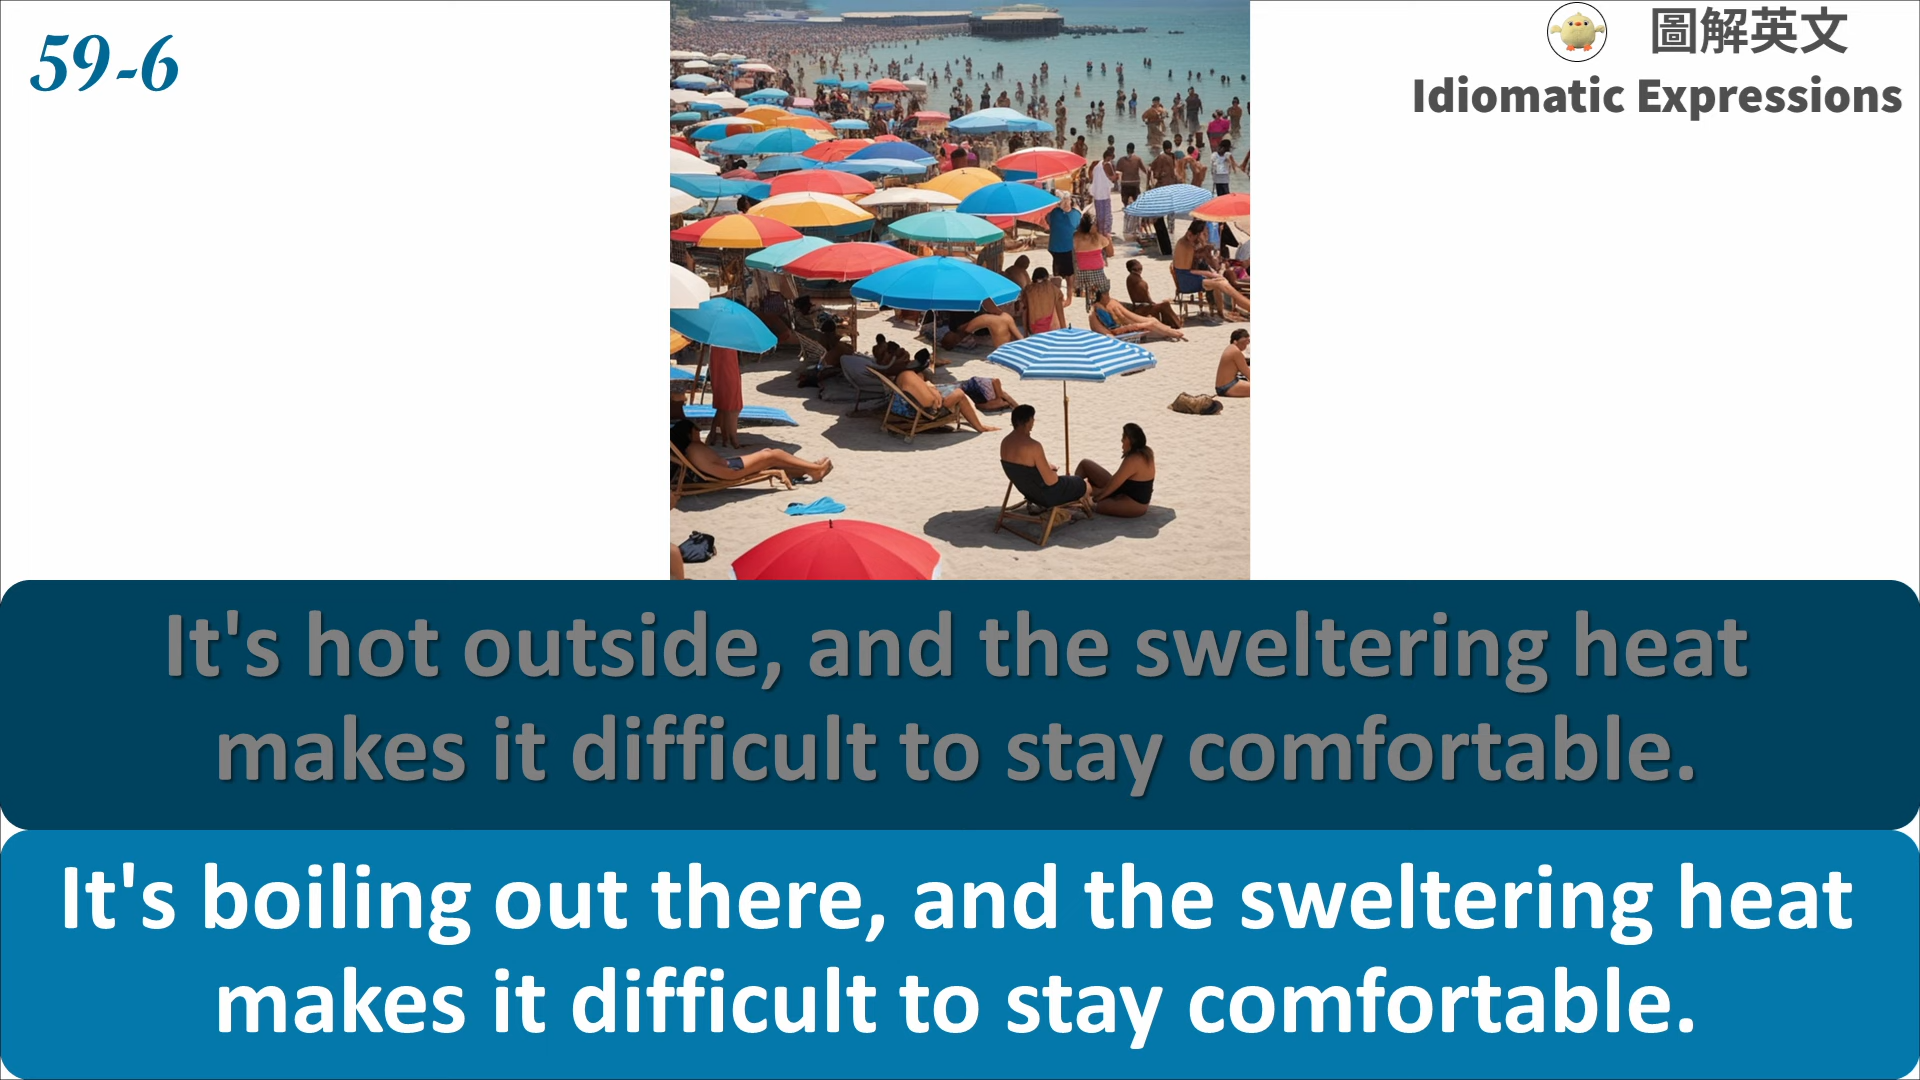 59-6
圖解英文
Idiomatic Expressions
It's hot outside, and the sweltering heat
makes it difficult to stay comfortable.
It's boiling out there, and the sweltering heat
makes it difficult to stay comfortable.